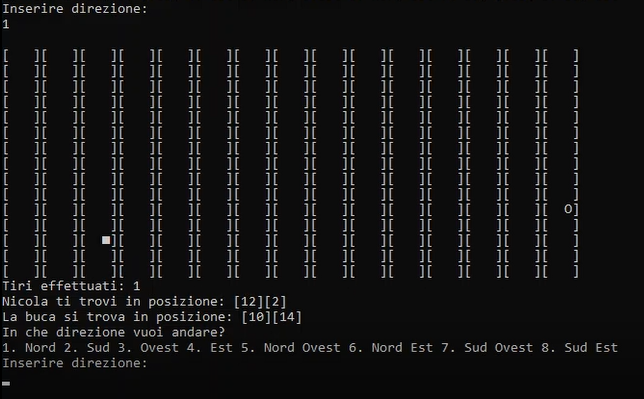 Inserire direzione:
1
[   ][   ][   ][   ][   ][   ][   ][   ][   ][   ][   ][   ][   ][   ][   ]
[   ][   ][   ][   ][   ][   ][   ][   ][   ][   ][   ][   ][   ][   ][   ]
[   ][   ][   ][   ][   ][   ][   ][   ][   ][   ][   ][   ][   ][   ][   ]
[   ][   ][   ][   ][   ][   ][   ][   ][   ][   ][   ][   ][   ][   ][   ]
[   ][   ][   ][   ][   ][   ][   ][   ][   ][   ][   ][   ][   ][   ][   ]
[   ][   ][   ][   ][   ][   ][   ][   ][   ][   ][   ][   ][   ][   ][   ]
[   ][   ][   ][   ][   ][   ][   ][   ][   ][   ][   ][   ][   ][   ][   ]
[   ][   ][   ][   ][   ][   ][   ][   ][   ][   ][   ][   ][   ][   ][   ]
[   ][   ][   ][   ][   ][   ][   ][   ][   ][   ][   ][   ][   ][   ][   ]
[   ][   ][   ][   ][   ][   ][   ][   ][   ][   ][   ][   ][   ][   ][   ]
[   ][   ][   ][   ][   ][   ][   ][   ][   ][   ][   ][   ][   ][   ][  O]
[   ][   ][   ][   ][   ][   ][   ][   ][   ][   ][   ][   ][   ][   ][   ]
[   ][   ][  ■][   ][   ][   ][   ][   ][   ][   ][   ][   ][   ][   ][   ]
[   ][   ][   ][   ][   ][   ][   ][   ][   ][   ][   ][   ][   ][   ][   ]
[   ][   ][   ][   ][   ][   ][   ][   ][   ][   ][   ][   ][   ][   ][   ]
Tiri effettuati: 1
Nicola ti trovi in posizione: [12][2]
La buca si trova in posizione: [10][14]
In che direzione vuoi andare?
1. Nord 2. Sud 3. Ovest 4. Est 5. Nord Ovest 6. Nord Est 7. Sud Ovest 8. Sud Est
Inserire direzione: